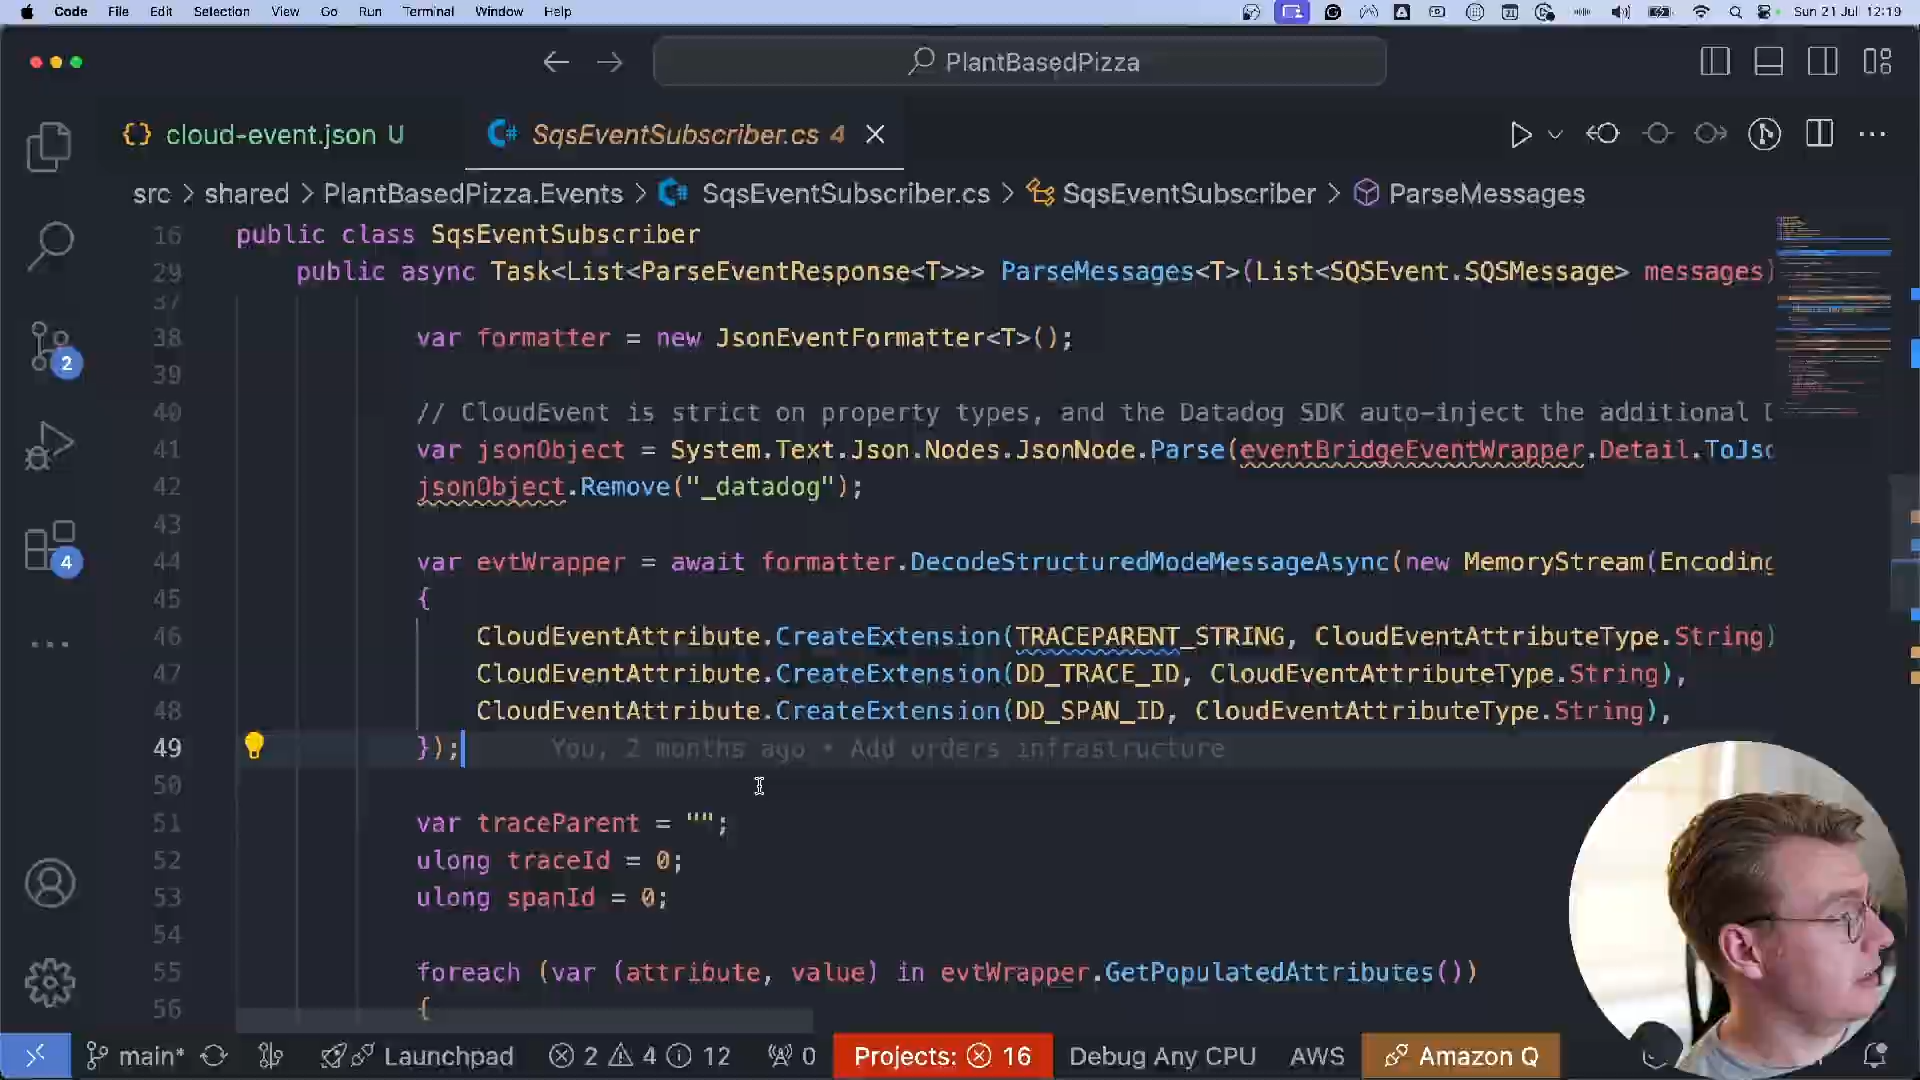 Code File Edit Selection View Go Run Terminal Window Help Sun 21 Jul 12:19
PlantBasedPizza
cloud-event.json U SqsEventSubscriber.cs 4
src > shared > PlantBasedPizza.Events > SqsEventSubscriber.cs > SqsEventSubscriber > ParseMessages
16 public class SqsEventSubscriber
29 public async Task<List<ParseEventResponse<T>>> ParseMessages<T>(List<SQSEvent.SQSMessage> messages)
37
38 var formatter = new JsonEventFormatter<T>();
39
40 // CloudEvent is strict on property types, and the Datadog SDK auto-inject the additional
41 var jsonObject = System.Text.Json.Nodes.JsonNode.Parse(eventBridgeEventWrapper.Detail.ToJso
42 jsonObject.Remove("_datadog");
43
44 var evtWrapper = await formatter.DecodeStructuredModeMessageAsync(new MemoryStream(Encoding
45 {
46 CloudEventAttribute.CreateExtension(TRACEPARENT_STRING, CloudEventAttributeType.String)
47 CloudEventAttribute.CreateExtension(DD_TRACE_ID, CloudEventAttributeType.String),
48 CloudEventAttribute.CreateExtension(DD_SPAN_ID, CloudEventAttributeType.String),
49 }); You, 2 months ago • Add orders infrastructure
50
51 var traceParent = "";
52 ulong traceId = 0;
53 ulong spanId = 0;
54
55 foreach (var (attribute, value) in evtWrapper.GetPopulatedAttributes())
56 {
2
4
main* Launchpad 2 4 12 0 Projects: 16 Debug Any CPU AWS Amazon Q